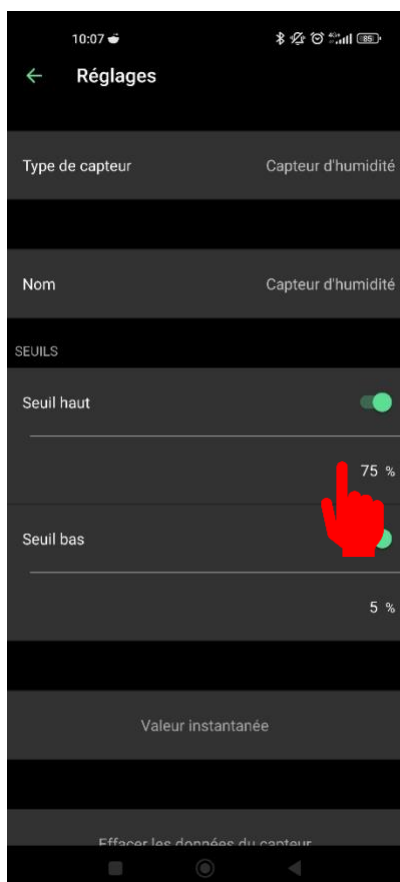 10:07
85
Réglages
Type de capteur Capteur d'humidité
Nom Capteur d'humidité
SEUILS
Seuil haut
75 %
Seuil bas
5 %
Valeur instantanée
Effacer les données du capteur